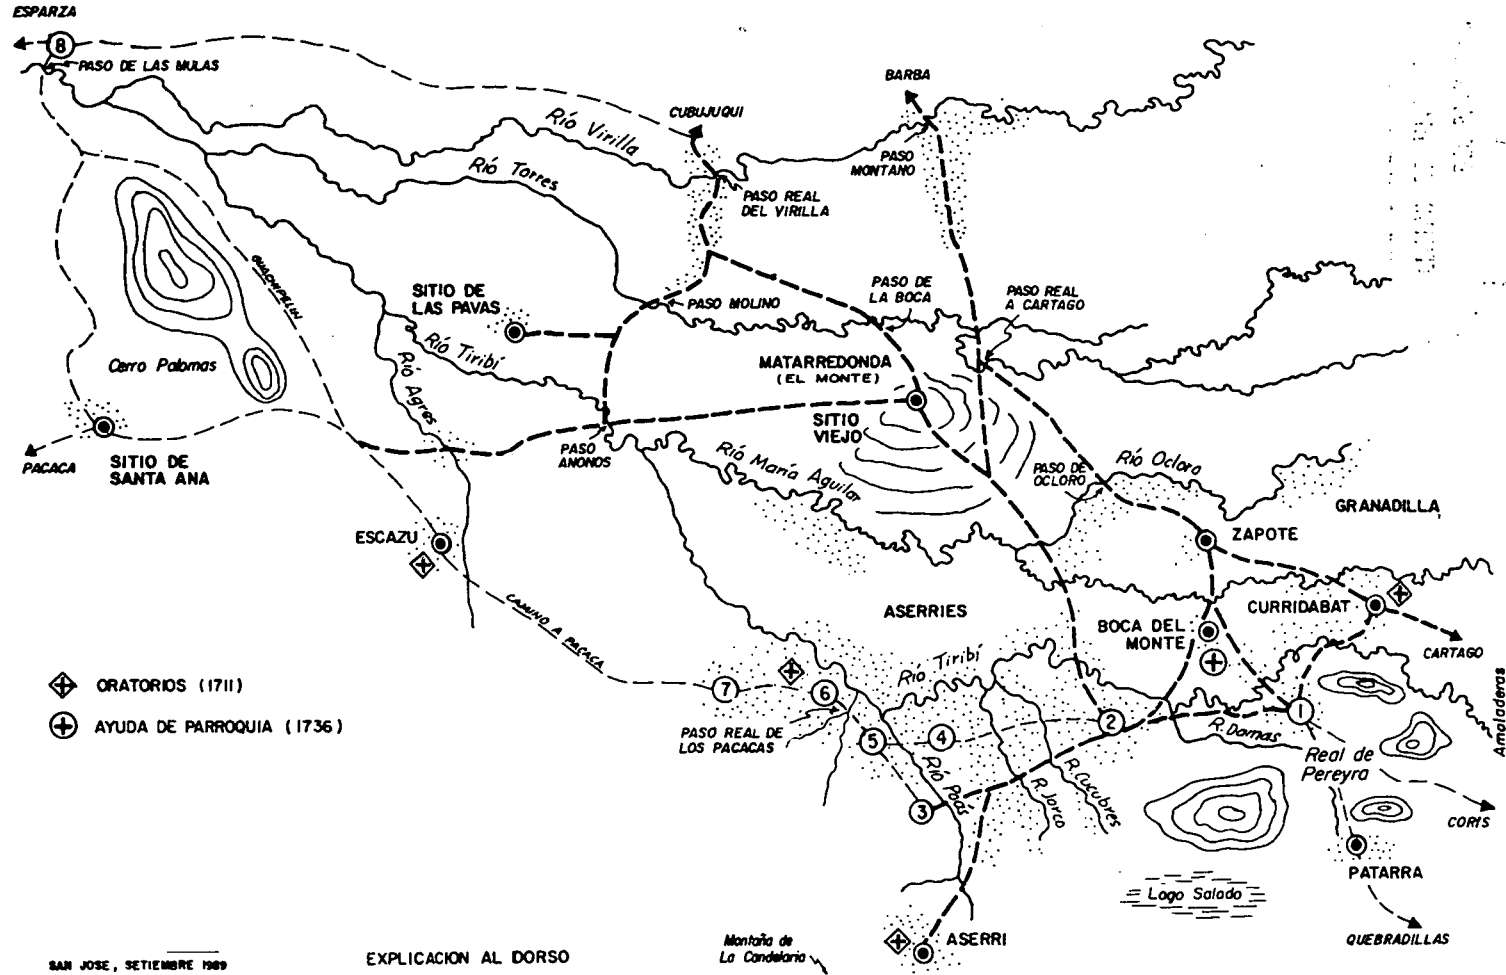 ESPARZA
8
PASO DE LAS MULAS
CUBUJUQUI
BARBA
Río Virilla
Río Torres
PASO
MONTANO
PASO REAL
DEL VIRILLA
GUACHIPELIN
SITIO DE
LAS PAVAS
PASO MOLINO
PASO DE
LA BOCA
PASO REAL
A CARTAGO
Río Tiribí
Río Agres
Cerro Palomas
MATARREDONDA
(EL MONTE)
SITIO
VIEJO
PACACA
SITIO DE
SANTA ANA
PASO
ANONOS
Río María Aguilar
PASO DE
OCLORO
Río Ocloro
GRANADILLA
ESCAZU
ZAPOTE
CAMINO A PACACA
ASERRIES
CURRIDABAT
BOCA DEL
MONTE
CARTAGO
Río Tiribí
Amoladeras
ORATORIOS (1711)
AYUDA DE PARROQUIA (1736)
7
6
5
4
2
1
3
PASO REAL DE
LOS PACACAS
R. Damas
Real de
Pereyra
Río Poás
R. Jorco
R. Cucubres
CORIS
PATARRA
Lago Salado
QUEBRADILLAS
ASERRI
Montaña de
La Candelaria
SAN JOSE, SETIEMBRE 1989
EXPLICACION AL DORSO